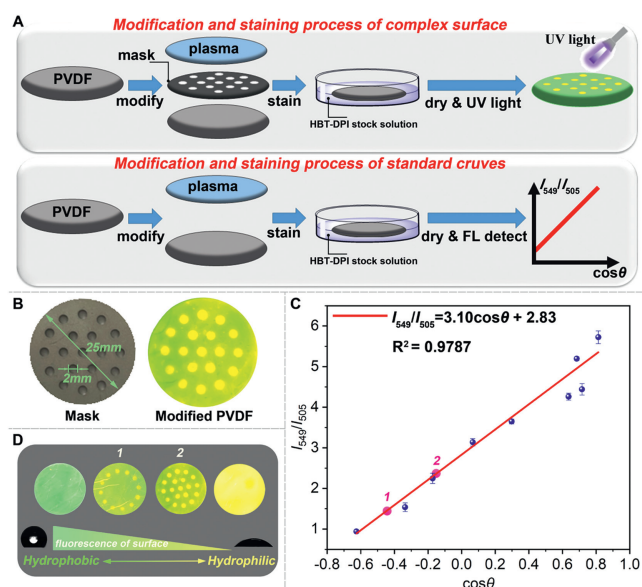 A
Modification and staining process of complex surface
plasma
UV light
PVDF
mask
modify
stain
HBT-DPI stock solution
dry & UV light
Modification and staining process of standard cruves
plasma
PVDF
modify
stain
HBT-DPI stock solution
dry & FL detect
I549/I505
cosθ
B
25mm
2mm
Mask
Modified PVDF
C
I549/I505=3.10cosθ + 2.83
R² = 0.9787
I549/I505
6
5
4
3
2
1
1
2
-0.8 -0.6 -0.4 -0.2 0.0 0.2 0.4 0.6 0.8 1.0
cosθ
D
1 2
fluorescence of surface
Hydrophobic Hydrophilic